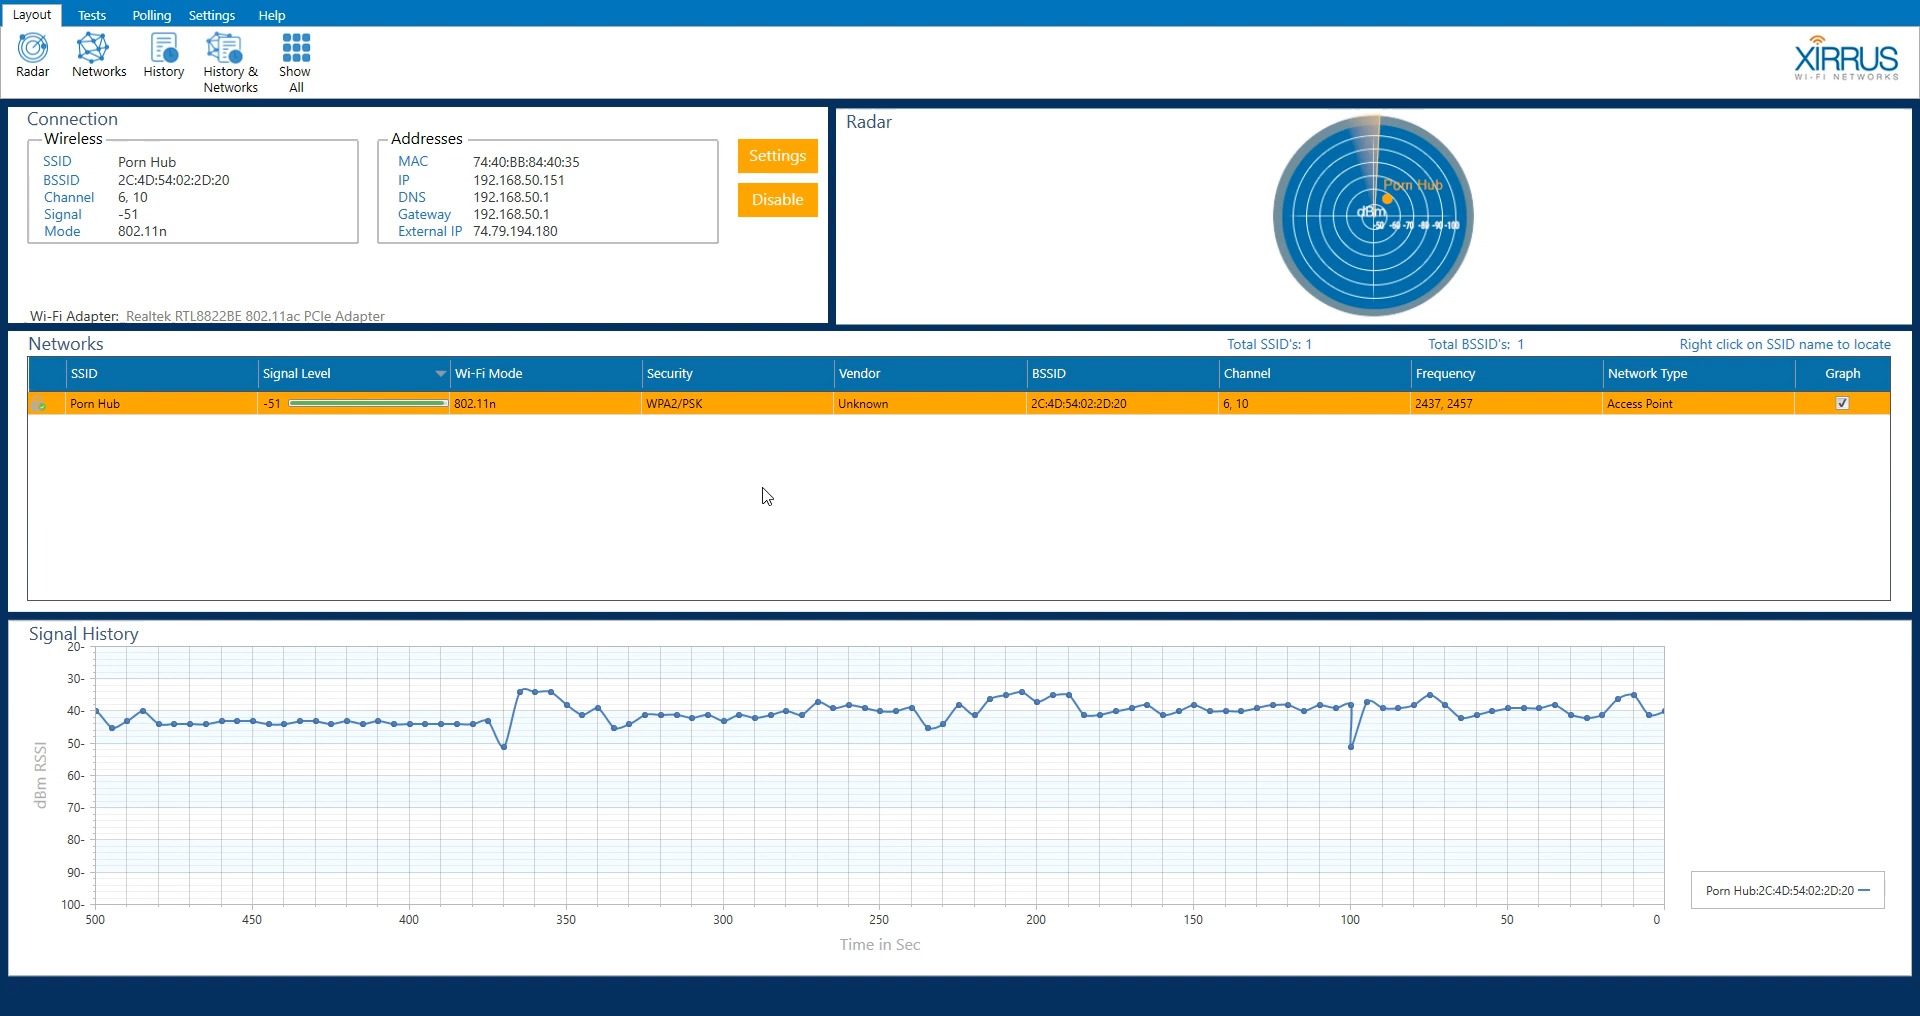 Layout Tests Polling Settings Help
Radar Networks History History & Networks Show All
XIRRUS
WI-FI NETWORKS
Connection
Wireless
SSID Porn Hub
BSSID 2C:4D:54:02:2D:20
Channel 6, 10
Signal -51
Mode 802.11n
Addresses
MAC 74:40:BB:84:40:35
IP 192.168.50.151
DNS 192.168.50.1
Gateway 192.168.50.1
External IP 74.79.194.180
Settings
Disable
Wi-Fi Adapter: Realtek RTL8822BE 802.11ac PCIe Adapter
Radar
Porn Hub
dBm
-50 -60 -70 -80 -90 -100
Networks Total SSID's: 1 Total BSSID's: 1 Right click on SSID name to locate
SSID Signal Level Wi-Fi Mode Security Vendor BSSID Channel Frequency Network Type Graph
Porn Hub -51 802.11n WPA2/PSK Unknown 2C:4D:54:02:2D:20 6, 10 2437, 2457 Access Point
Signal History
20-
30-
40-
50-
60-
70-
80-
90-
100-
dBm RSSI
500 450 400 350 300 250 200 150 100 50 0
Time in Sec
Porn Hub:2C:4D:54:02:2D:20